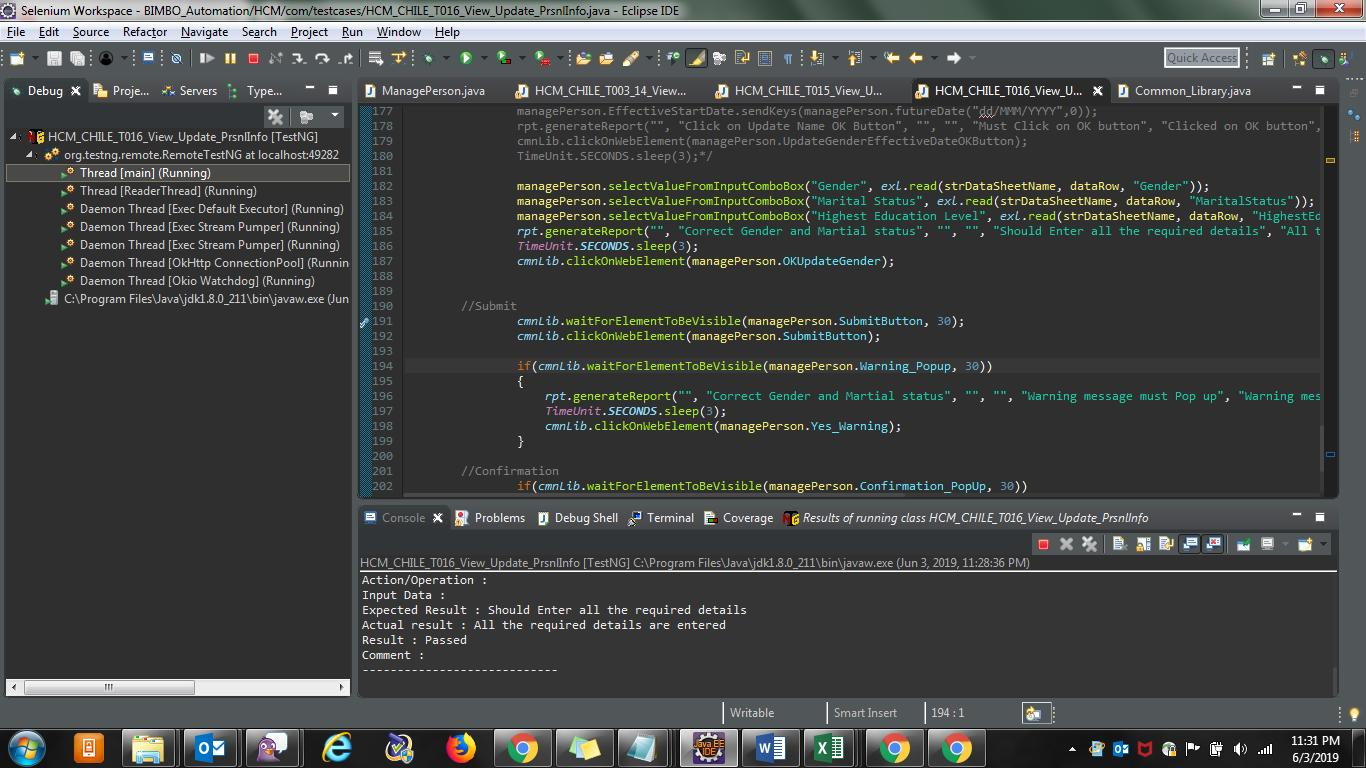 Selenium Workspace - BIMBO_Automation/HCM/com/testcases/HCM_CHILE_T016_View_Update_PrsnlInfo.java - Eclipse IDE
File Edit Source Refactor Navigate Search Project Run Window Help
Quick Access
Debug Proje... Servers Type...
HCM_CHILE_T016_View_Update_PrsnlInfo [TestNG]
org.testng.remote.RemoteTestNG at localhost:49282
Thread [main] (Running)
Thread [ReaderThread] (Running)
Daemon Thread [Exec Default Executor] (Running)
Daemon Thread [Exec Stream Pumper] (Running)
Daemon Thread [Exec Stream Pumper] (Running)
Daemon Thread [OkHttp ConnectionPool] (Runnin
Daemon Thread [Okio Watchdog] (Running)
C:\Program Files\Java\jdk1.8.0_211\bin\javaw.exe (Jun
ManagePerson.java HCM_CHILE_T003_14_View... HCM_CHILE_T015_View_U... HCM_CHILE_T016_View_U... Common_Library.java
177 managePerson.EffectiveStartDate.sendKeys(managePerson.futureDate("dd/MMM/YYYY",0));
178 rpt.generateReport("", "Click on Update Name OK Button", "", "", "Must Click on OK button", "Clicked on OK button",
179 cmnLib.clickOnWebElement(managePerson.UpdateGenderEffectiveDateOKButton);
180 TimeUnit.SECONDS.sleep(3);*/
181
182 managePerson.selectValueFromInputComboBox("Gender", exl.read(strDataSheetName, dataRow, "Gender"));
183 managePerson.selectValueFromInputComboBox("Marital Status", exl.read(strDataSheetName, dataRow, "MaritalStatus"));
184 managePerson.selectValueFromInputComboBox("Highest Education Level", exl.read(strDataSheetName, dataRow, "HighestEd
185 rpt.generateReport("", "Correct Gender and Martial status", "", "", "Should Enter all the required details", "All t
186 TimeUnit.SECONDS.sleep(3);
187 cmnLib.clickOnWebElement(managePerson.OKUpdateGender);
188
189
190 //Submit
191 cmnLib.waitForElementToBeVisible(managePerson.SubmitButton, 30);
192 cmnLib.clickOnWebElement(managePerson.SubmitButton);
193
194 if(cmnLib.waitForElementToBeVisible(managePerson.Warning_Popup, 30))
195 {
196 rpt.generateReport("", "Correct Gender and Martial status", "", "", "Warning message must Pop up", "Warning mes
197 TimeUnit.SECONDS.sleep(3);
198 cmnLib.clickOnWebElement(managePerson.Yes_Warning);
199 }
200
201 //Confirmation
202 if(cmnLib.waitForElementToBeVisible(managePerson.Confirmation_PopUp, 30))
Console Problems Debug Shell Terminal Coverage Results of running class HCM_CHILE_T016_View_Update_PrsnlInfo
HCM_CHILE_T016_View_Update_PrsnlInfo [TestNG] C:\Program Files\Java\jdk1.8.0_211\bin\javaw.exe (Jun 3, 2019, 11:28:36 PM)
Action/Operation :
Input Data :
Expected Result : Should Enter all the required details
Actual result : All the required details are entered
Result : Passed
Comment :
----------------------------
Writable Smart Insert 194 : 1
Java EE IDE
11:31 PM
6/3/2019